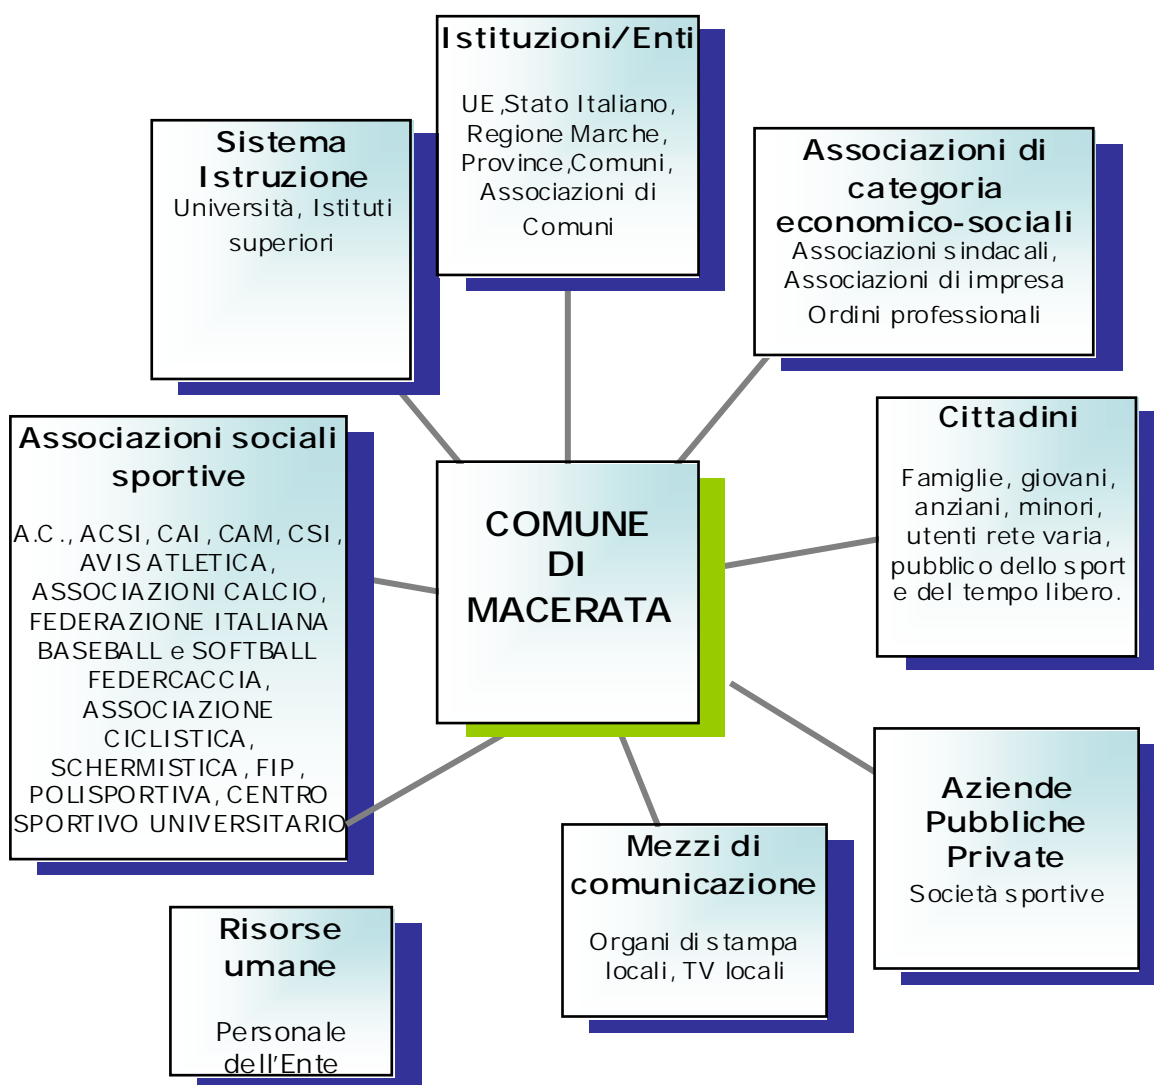 Istituzioni/Enti
UE,Stato Italiano,
Regione Marche,
Province,Comuni,
Associazioni di
Comuni
Sistema
Istruzione
Università, Istituti
superiori
Associazioni di
categoria
economico-sociali
Associazioni sindacali,
Associazioni di impresa
Ordini professionali
Associazioni sociali
sportive
A.C., ACSI, CAI, CAM, CSI,
AVIS ATLETICA,
ASSOCIAZIONI CALCIO,
FEDERAZIONE ITALIANA
BASEBALL e SOFTBALL
FEDERCACCIA,
ASSOCIAZIONE
CICLISTICA,
SCHERMISTICA, FIP,
POLISPORTIVA, CENTRO
SPORTIVO UNIVERSITARIO
COMUNE
DI
MACERATA
Cittadini
Famiglie, giovani,
anziani, minori,
utenti rete varia,
pubblico dello sport
e del tempo libero.
Aziende
Pubbliche
Private
Società sportive
Mezzi di
comunicazione
Organi di stampa
locali, TV locali
Risorse
umane
Personale
dell'Ente